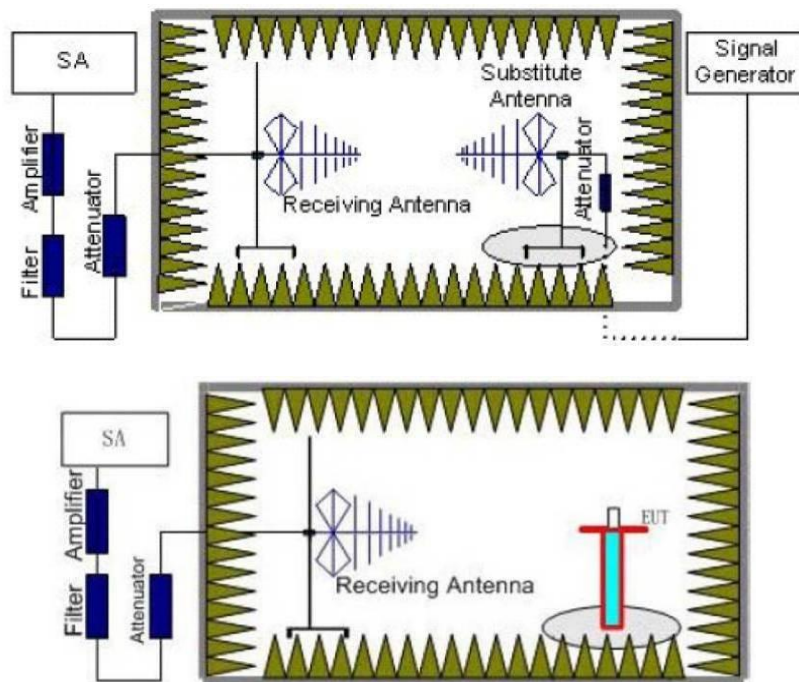 SA
Signal
Generator
Substitute
Antenna
Amplifier
Attenuator
Attenuator
Receiving Antenna
Filter
SA
Amplifier
EUT
Filter
Attenuator
Receiving Antenna